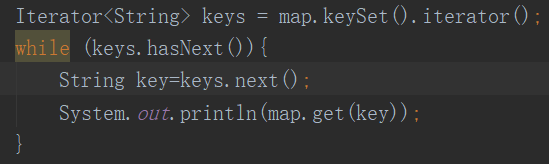 Iterator<String> keys = map.keySet().iterator();
while (keys.hasNext()){
    String key=keys.next();
    System.out.println(map.get(key));
}